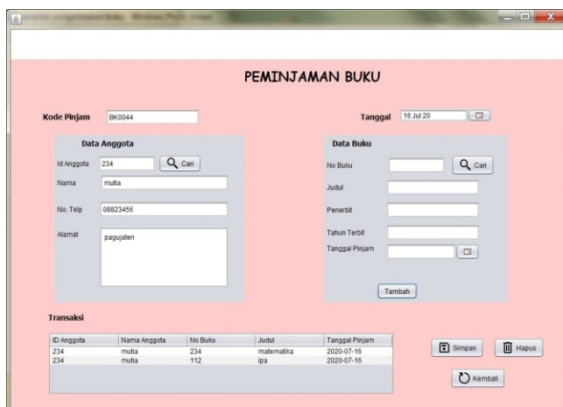 PEMINJAMAN BUKU
Kode Pinjam BK0044 Tanggal 16 Jul 20
Data Anggota
Id Anggota 234 Cari
Nama mutia
No. Telp 08823456
Alamat pagujaten
Data Buku
No Buku Cari
Judul
Penerbit
Tahun Terbit
Tanggal Pinjam
Tambah
Transaksi
ID Anggota Nama Anggota No Buku Judul Tanggal Pinjam
234 mutia 234 matematika 2020-07-16
234 mutia 112 ipa 2020-07-16
Simpan Hapus
Kembali